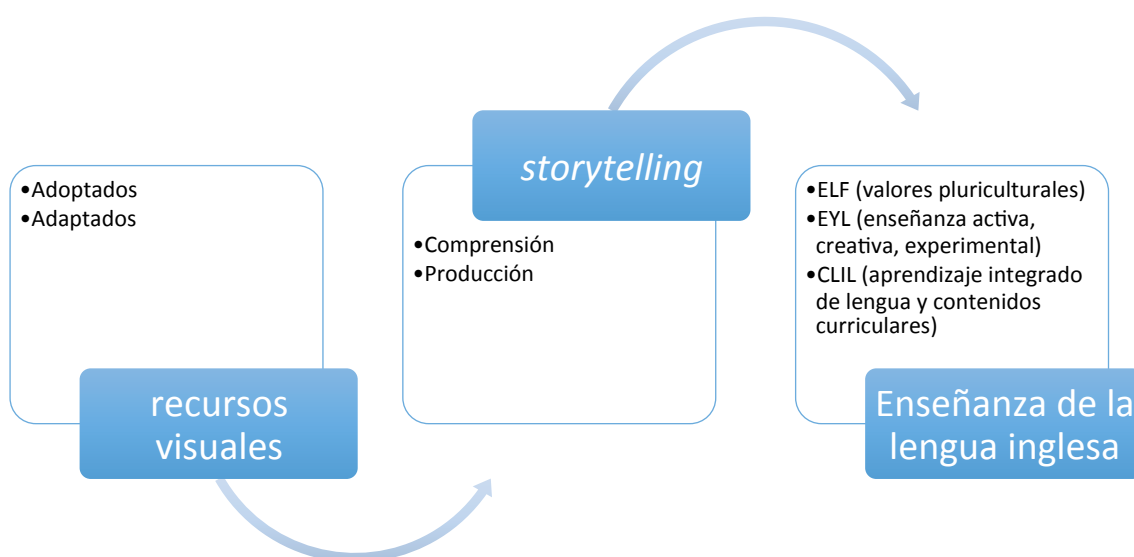 •Adoptados
•Adaptados
recursos
visuales
storytelling
•Comprensión
•Producción
•ELF (valores pluriculturales)
•EYL (enseñanza activa,
creativa, experimental)
•CLIL (aprendizaje integrado
de lengua y contenidos
curriculares)
Enseñanza de la
lengua inglesa